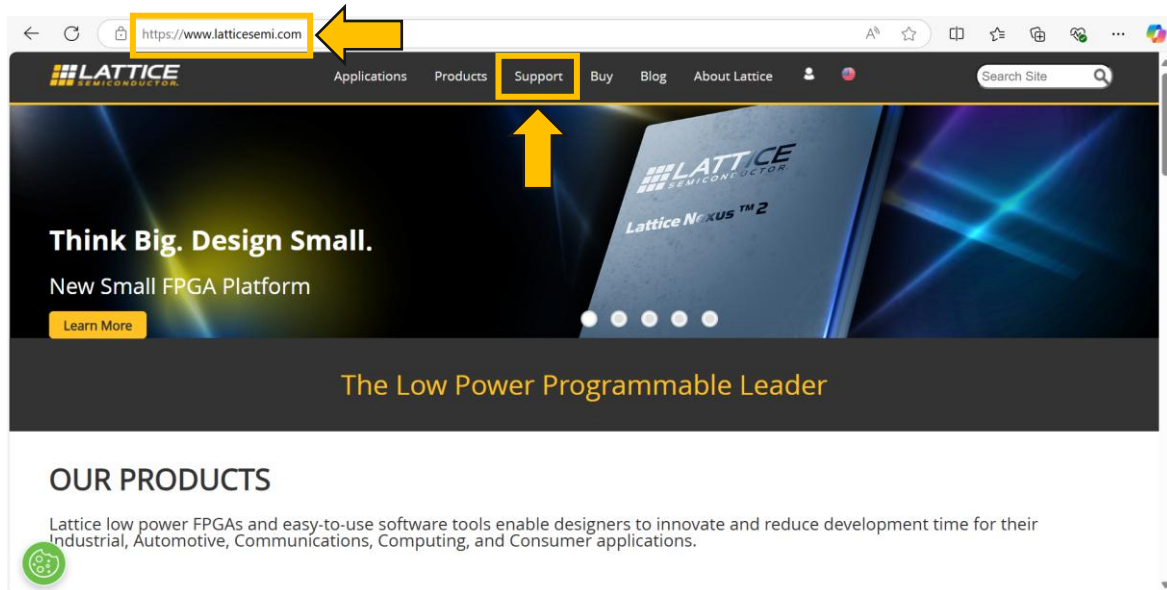 https://www.latticesemi.com
LATTICE
SEMICONDUCTOR.
Applications Products Support Buy Blog About Lattice Search Site
LATTICE
SEMICONDUCTOR.
Lattice Nexus ™ 2
Think Big. Design Small.
New Small FPGA Platform
Learn More
The Low Power Programmable Leader
OUR PRODUCTS
Lattice low power FPGAs and easy-to-use software tools enable designers to innovate and reduce development time for their
Industrial, Automotive, Communications, Computing, and Consumer applications.